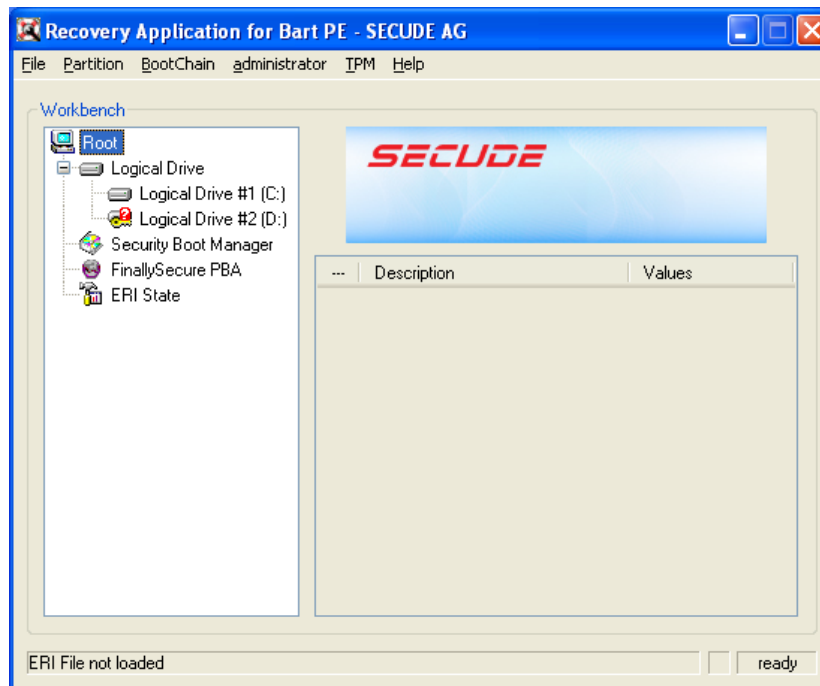 Recovery Application for Bart PE - SECUDE AG
File Partition BootChain administrator TPM Help
Workbench
Root
Logical Drive
Logical Drive #1 (C:)
Logical Drive #2 (D:)
Security Boot Manager
FinallySecure PBA
ERI State
SECUDE
--- Description Values
ERI File not loaded ready